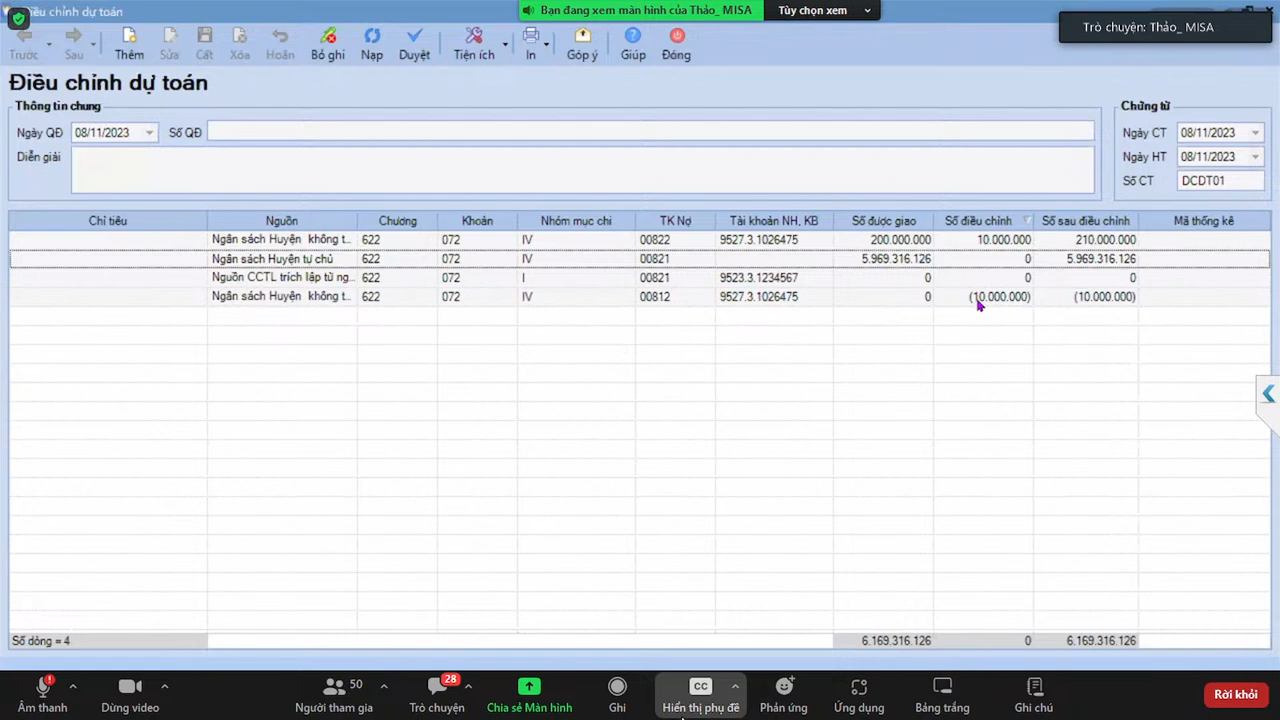 Điều chỉnh dự toán
Bạn đang xem màn hình của Thảo_ MISA
Tùy chọn xem
Trò chuyện: Thảo_ MISA
Trước Sau Thêm Sửa Cất Xóa Hoãn Bỏ ghi Nạp Duyệt Tiện ích In Góp ý Giúp Đóng
Điều chỉnh dự toán
Thông tin chung
Ngày QĐ 08/11/2023 Số QĐ
Diễn giải
Chứng từ
Ngày CT 08/11/2023
Ngày HT 08/11/2023
Số CT DCDT01
Chỉ tiêu Nguồn Chương Khoản Nhóm mục chi TK Nợ Tài khoản NH, KB Số được giao Số điều chỉnh Số sau điều chỉnh Mã thống kê
Ngân sách Huyện không t... 622 072 IV 00822 9527.3.1026475 200.000.000 10.000.000 210.000.000
Ngân sách Huyện tự chủ 622 072 IV 00821 5.969.316.126 0 5.969.316.126
Nguồn CCTL trích lập từ ng... 622 072 I 00821 9523.3.1234567 0 0 0
Ngân sách Huyện không t... 622 072 IV 00812 9527.3.1026475 0 (10.000.000) (10.000.000)
Số dòng = 4 6.169.316.126 0 6.169.316.126
50 28 CC
Âm thanh Dừng video Người tham gia Trò chuyện Chia sẻ Màn hình Ghi Hiển thị phụ đề Phản ứng Ứng dụng Bảng trắng Ghi chú Rời khỏi